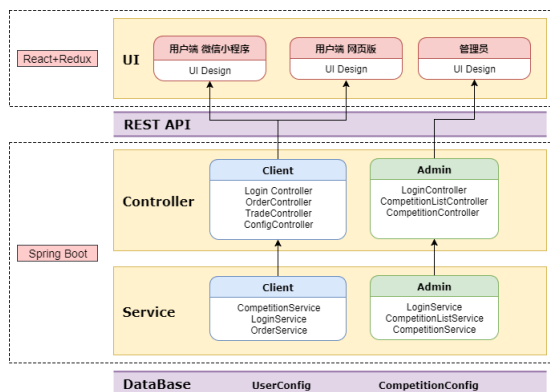 用户端 微信小程序
UI Design
用户端 网页版
UI Design
管理员
UI Design
React+Redux
UI
REST API
Client
Login Controller
OrderController
TradeController
ConfigController
Admin
LoginController
CompetitionListController
CompetitionController
Controller
Spring Boot
Client
CompetitionService
LoginService
OrderService
Admin
LoginService
CompetitionListService
CompetitionService
Service
DataBase
UserConfig
CompetitionConfig